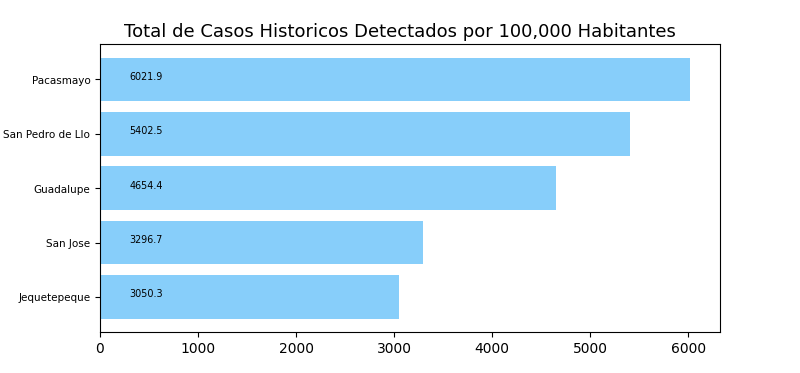 Total de Casos Historicos Detectados por 100,000 Habitantes
Pacasmayo 6021.9
San Pedro de Llo 5402.5
Guadalupe 4654.4
San Jose 3296.7
Jequetepeque 3050.3
0 1000 2000 3000 4000 5000 6000